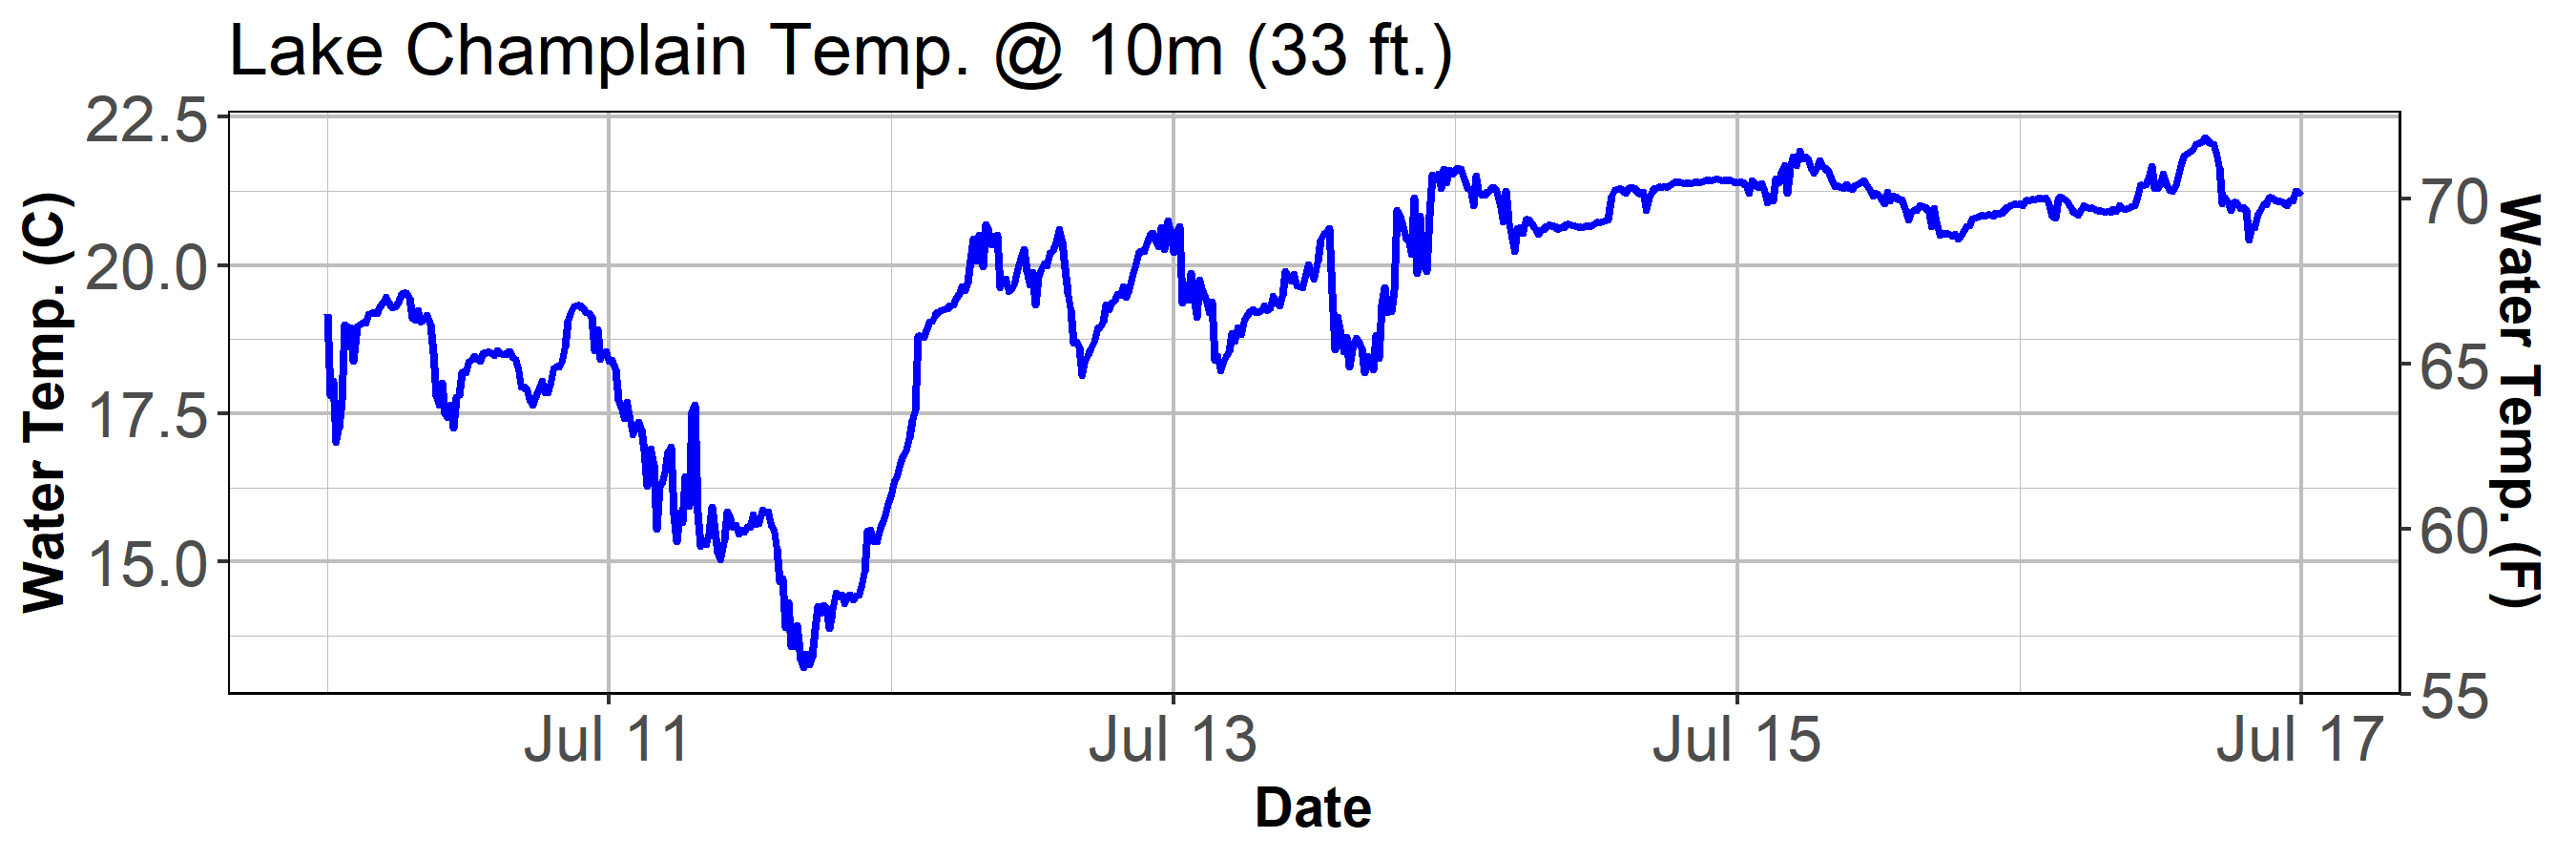 Lake Champlain Temp. @ 10m (33 ft.)
22.5
20.0
17.5
15.0
Water Temp. (C)
70
65
60
55
Water Temp. (F)
Jul 11
Jul 13
Jul 15
Jul 17
Date